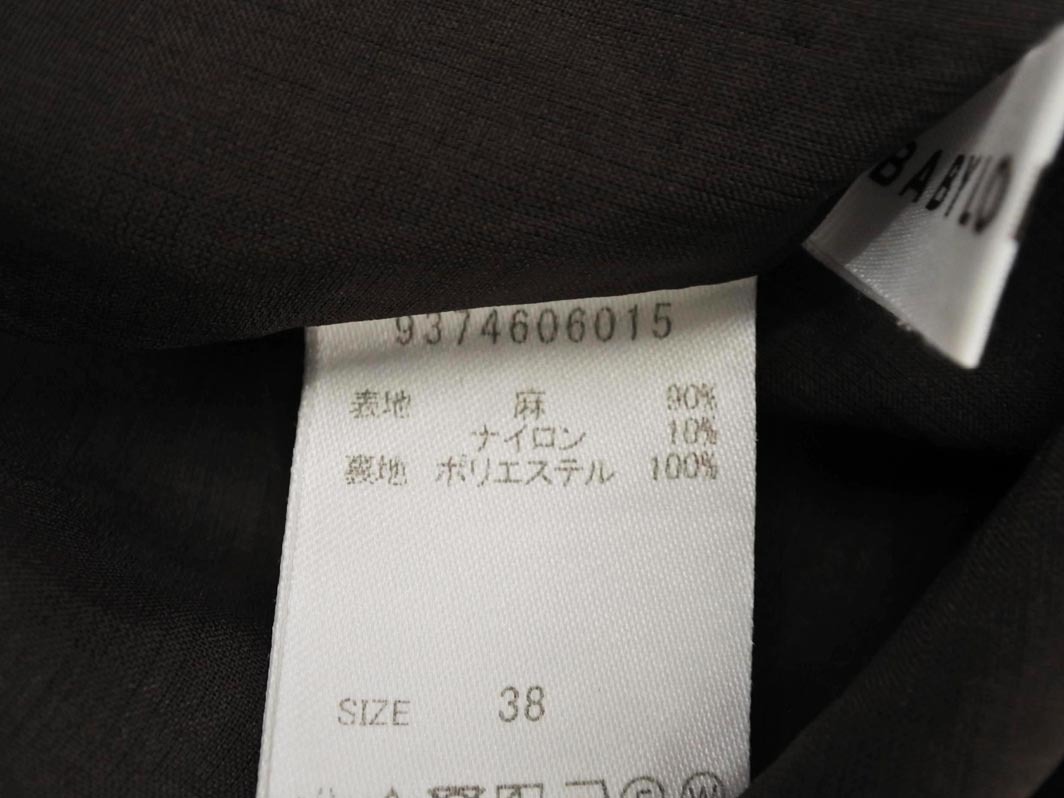 BABYLO
9374606015
表地 麻 90%
ナイロン 10%
裏地 ポリエステル 100%
SIZE 38